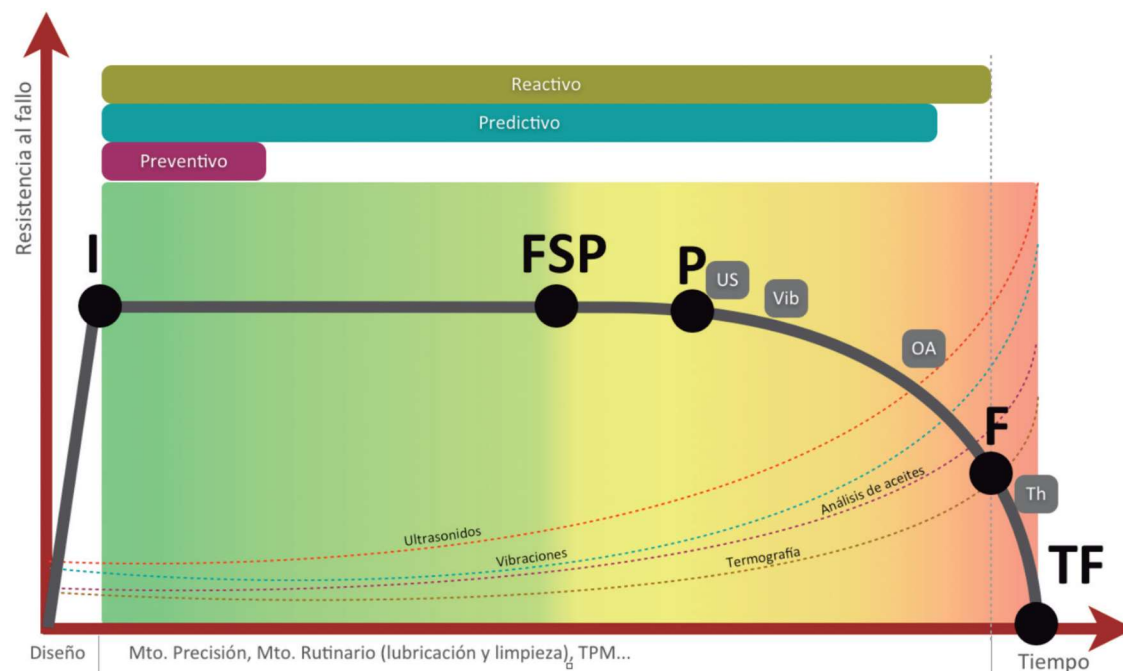 Resistencia al fallo
Reactivo
Predictivo
Preventivo
I
FSP
P
US
Vib
OA
F
Th
TF
Ultrasonidos
Vibraciones
Análisis de aceites
Termografía
Diseño
Mto. Precisión, Mto. Rutinario (lubricación y limpieza), TPM...
Tiempo